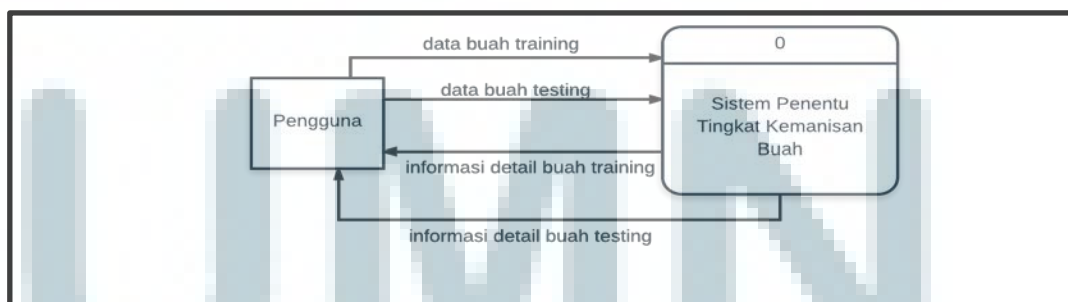 data buah training
0
data buah testing
Pengguna
Sistem Penentu
Tingkat Kemanisan
Buah
informasi detail buah training
informasi detail buah testing
UMN